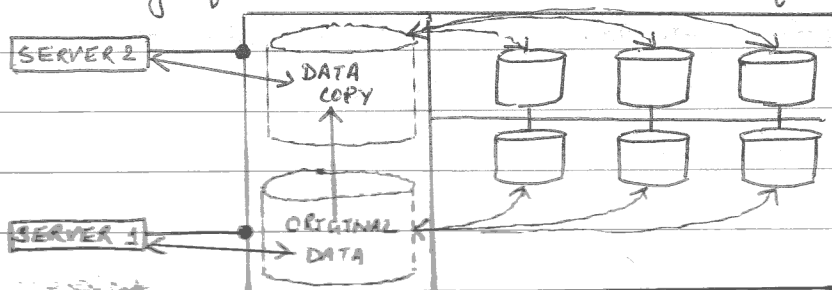 SERVER 2
DATA
COPY
ORIGINAL
DATA
SERVER 1